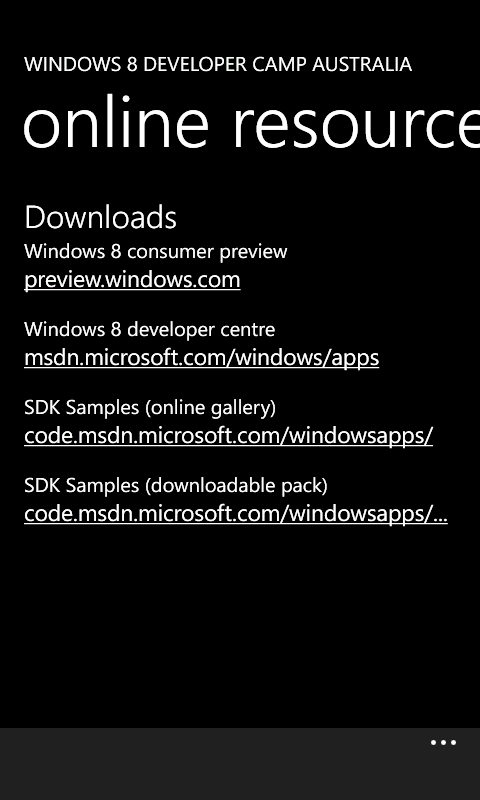 WINDOWS 8 DEVELOPER CAMP AUSTRALIA
online resource
Downloads
Windows 8 consumer preview
preview.windows.com
Windows 8 developer centre
msdn.microsoft.com/windows/apps
SDK Samples (online gallery)
code.msdn.microsoft.com/windowsapps/
SDK Samples (downloadable pack)
code.msdn.microsoft.com/windowsapps/...